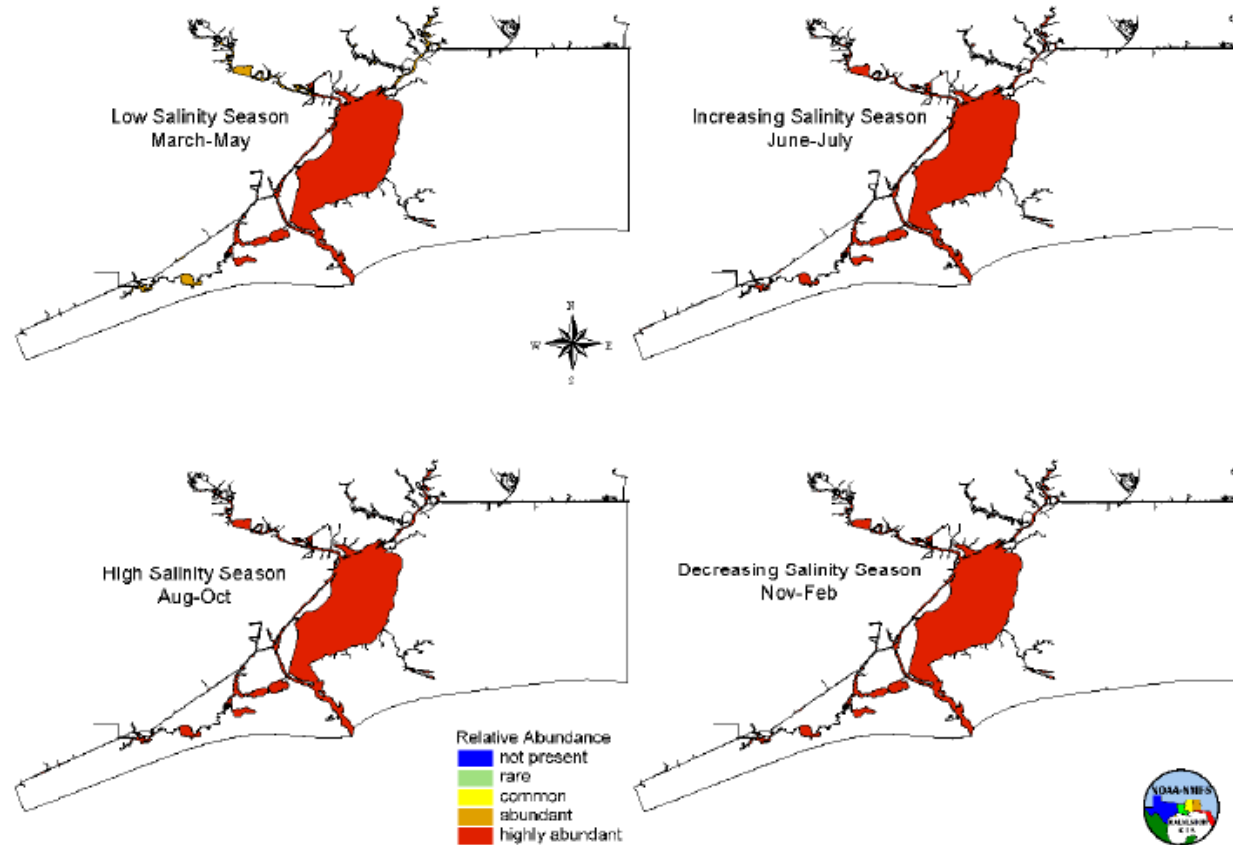 Low Salinity Season
March-May
Increasing Salinity Season
June-July
N
W E
S
High Salinity Season
Aug-Oct
Decreasing Salinity Season
Nov-Feb
Relative Abundance
not present
rare
common
abundant
highly abundant
NOAA-NMFS